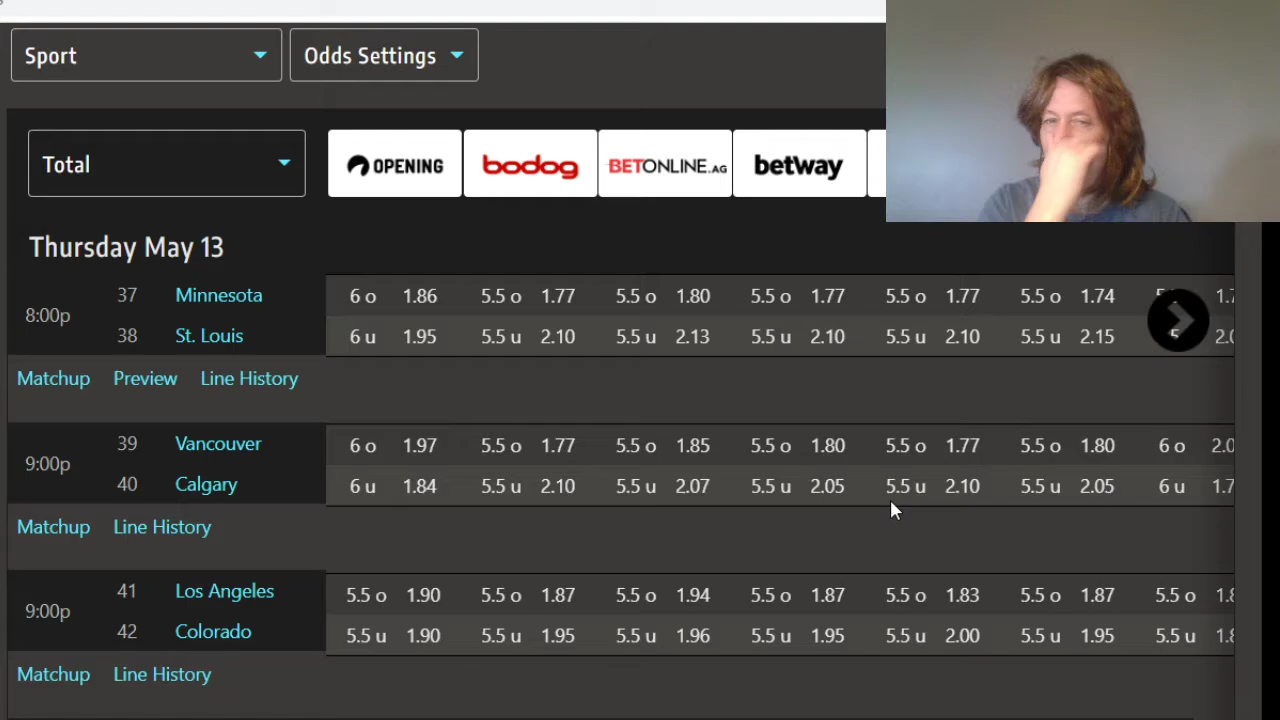 Sport Odds Settings
Total OPENING bodog BETONLINE.AG betway
Thursday May 13
8:00p
37 Minnesota 6 o 1.86 5.5 o 1.77 5.5 o 1.80 5.5 o 1.77 5.5 o 1.77 5.5 o 1.74
38 St. Louis 6 u 1.95 5.5 u 2.10 5.5 u 2.13 5.5 u 2.10 5.5 u 2.10 5.5 u 2.15
Matchup Preview Line History
9:00p
39 Vancouver 6 o 1.97 5.5 o 1.77 5.5 o 1.85 5.5 o 1.80 5.5 o 1.77 5.5 o 1.80 6 o 2.0
40 Calgary 6 u 1.84 5.5 u 2.10 5.5 u 2.07 5.5 u 2.05 5.5 u 2.10 5.5 u 2.05 6 u 1.7
Matchup Line History
9:00p
41 Los Angeles 5.5 o 1.90 5.5 o 1.87 5.5 o 1.94 5.5 o 1.87 5.5 o 1.83 5.5 o 1.87 5.5 o 1.8
42 Colorado 5.5 u 1.90 5.5 u 1.95 5.5 u 1.96 5.5 u 1.95 5.5 u 2.00 5.5 u 1.95 5.5 u 1.8
Matchup Line History